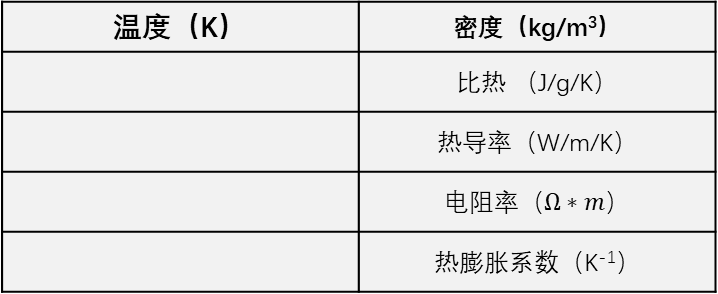 温度（K） 密度（kg/m³）
比热 （J/g/K）
热导率（W/m/K）
电阻率（Ω ∗ m）
热膨胀系数（K⁻¹）